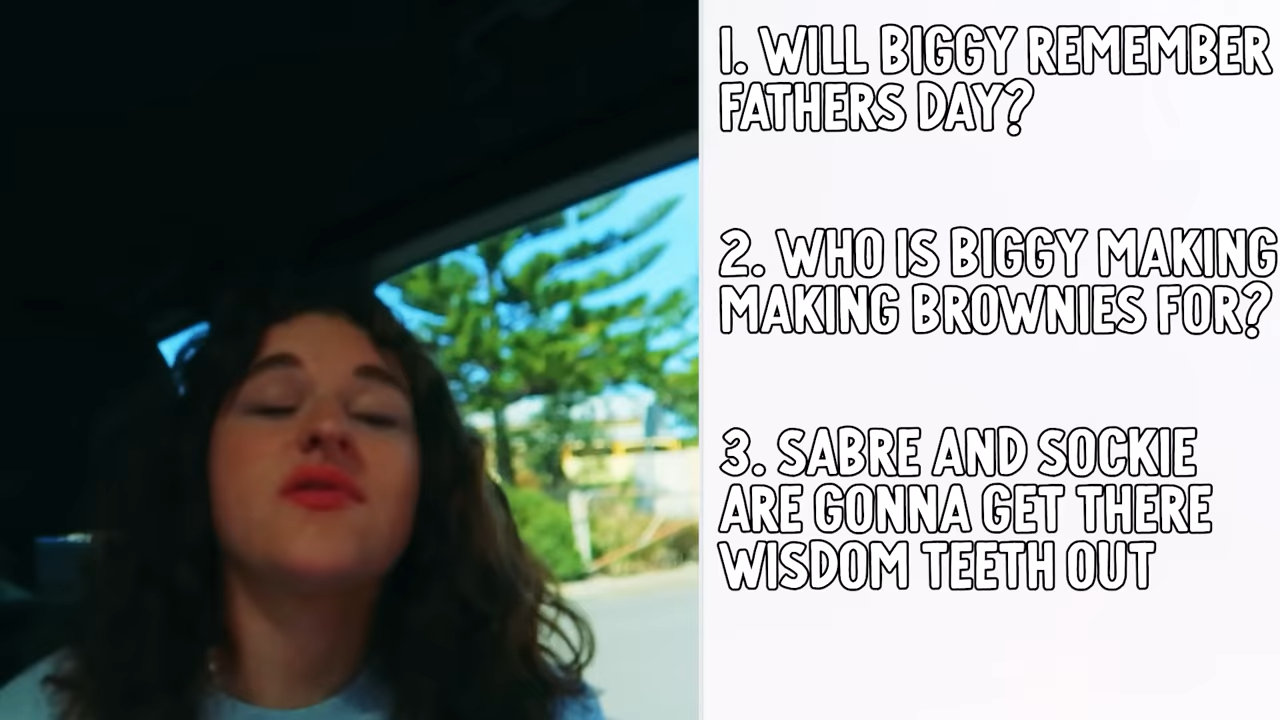 1. WILL BIGGY REMEMBER
FATHERS DAY?
2. WHO IS BIGGY MAKING
MAKING BROWNIES FOR?
3. SABRE AND SOCKIE
ARE GONNA GET THERE
WISDOM TEETH OUT